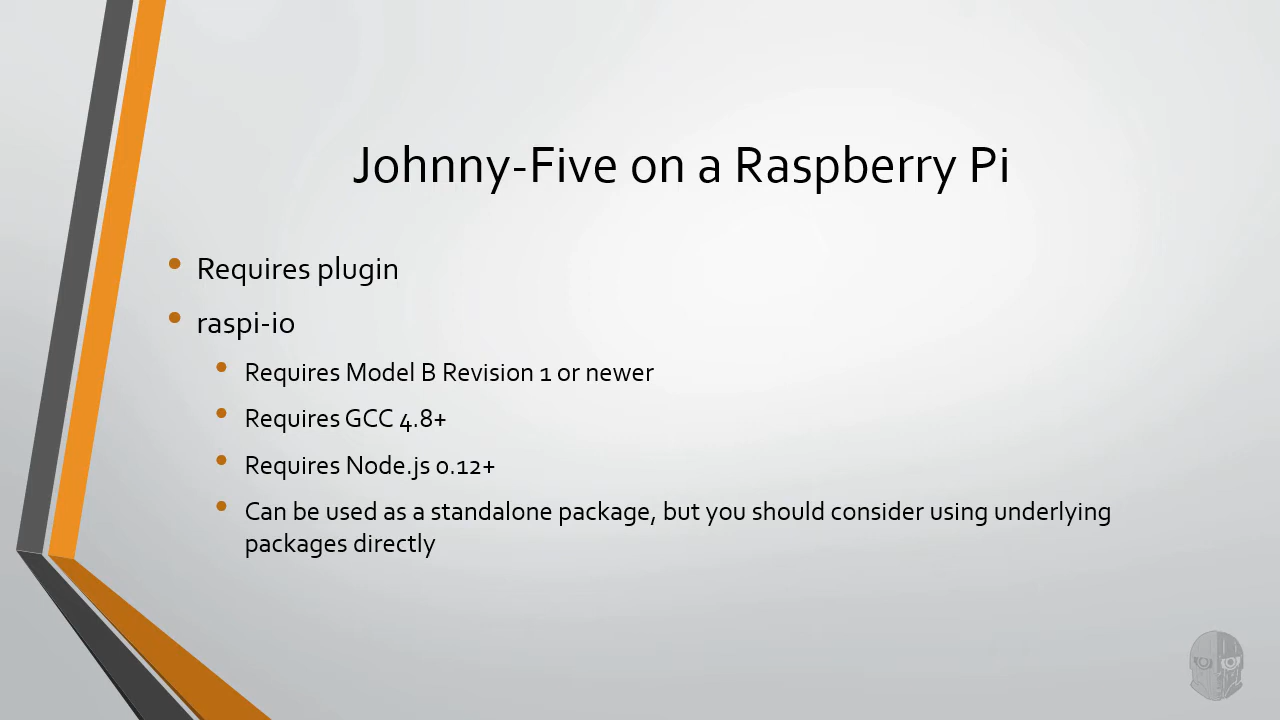 Johnny-Five on a Raspberry Pi
Requires plugin
raspi-io
Requires Model B Revision 1 or newer
Requires GCC 4.8+
Requires Node.js 0.12+
Can be used as a standalone package, but you should consider using underlying
packages directly